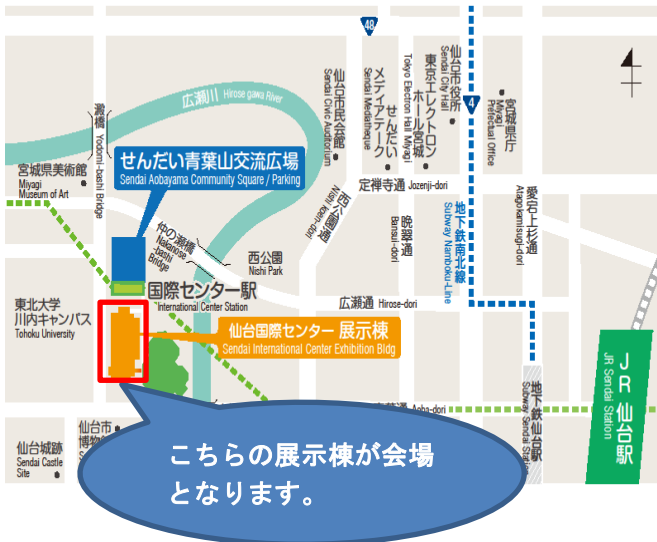 48
広瀬川 Hirose gawa River
仙台市民会館
Sendai Civic Auditorium
せんだい
メディアテーク
Sendai Mediatheque
東京エレクトロン
ホール宮城
Tokyo Electron Hall Miyagi
仙台市役所
Sendai City Hall
4
宮城県庁
Miyagi
Prefectual Office
澱橋 Yodomi-bashi Bridge
宮城県美術館
Miyagi
Museum of Art
せんだい青葉山交流広場
Sendai Aobayama Community Square / Parking
定禅寺通 Jozenji-dori
西公園通
Nishi koen-dori
晩翠通
Bansui-dori
地下鉄南北線
Subway Namboku-Line
愛宕上杉通
Atagokamisugi-dori
仲の瀬橋
Nakanose
-bashi
Bridge
西公園
Nishi Park
国際センター駅
International Center Station
広瀬通 Hirose-dori
東北大学
川内キャンパス
Tohoku University
仙台国際センター 展示棟
Sendai International Center Exhibition Bldg
JR仙台駅
JR Sendai Station
地下鉄仙台駅
Subway Sendai Station
仙台城跡
Sendai Castle
Site
仙台市
こちらの展示棟が会場
となります。